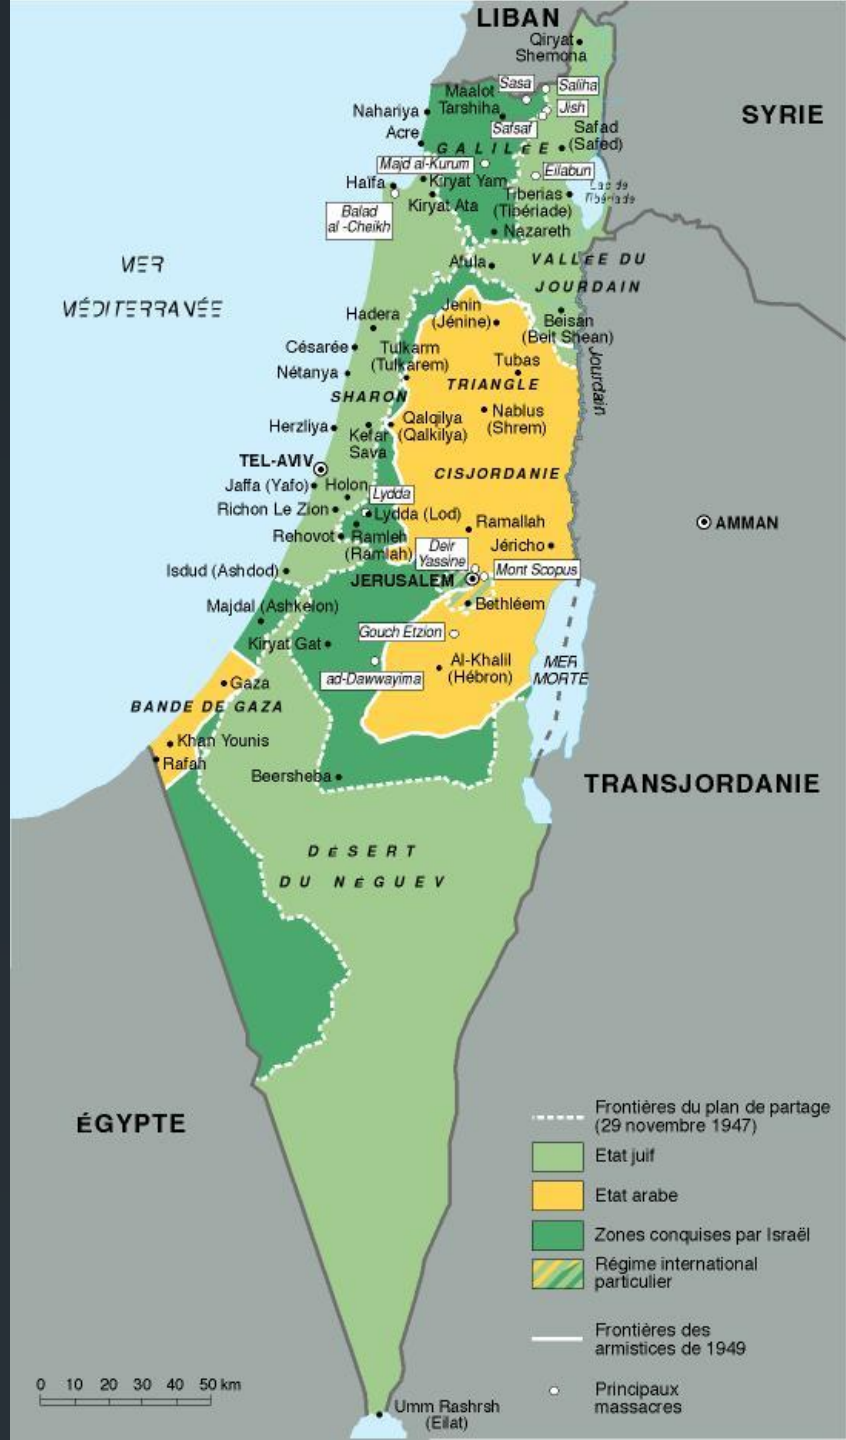 LIBAN
Qiryat
Shemona
SYRIE
Sasa
Saliha
Maalot
Tarshiha
Jish
Nahariya
Safsaf
Safad
(Safed)
Acre
GALILÉE
Majd al-Kurum
Eilabun
Haïfa
Kiryat Yam
Lac de
Tibériade
Kiryat Ata
Tiberias
(Tibériade)
Balad
al -Cheikh
Nazareth
Afula
VALLÉE DU
JOURDAIN
MER
MÉDITERRANÉE
Jenin
(Jénine)
Hadera
Beisan
(Beit Shean)
Césarée
Tulkarm
(Tulkarem)
Jourdain
Tubas
Nétanya
TRIANGLE
SHARON
Nablus
(Shrem)
Qalqilya
(Qalkilya)
Herzliya
Kefar
Sava
TEL-AVIV
CISJORDANIE
Jaffa (Yafo)
Holon
Lydda
Richon Le Zion
Lydda (Lod)
Ramallah
AMMAN
Rehovot
Ramleh
(Ramlah)
Deir
Yassine
Jéricho
Isdud (Ashdod)
Mont Scopus
JERUSALEM
Majdal (Ashkelon)
Bethléem
Gouch Etzion
Kiryat Gat
Al-Khalil
(Hébron)
MER
MORTE
ad-Dawwayima
Gaza
BANDE DE GAZA
Khan Younis
Rafah
Beersheba
TRANSJORDANIE
DÉSERT
DU NÉGUEV
ÉGYPTE
Frontières du plan de partage
(29 novembre 1947)
Etat juif
Etat arabe
Zones conquises par Israël
Régime international
particulier
Frontières des
armistices de 1949
Principaux
massacres
0 10 20 30 40 50 km
Umm Rashrsh
(Eilat)